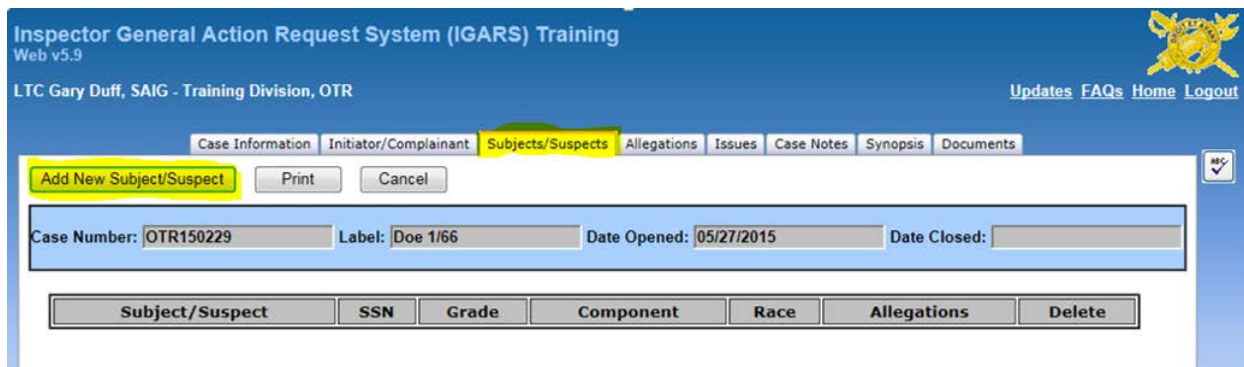 Inspector General Action Request System (IGARS) Training
Web v5.9
LTC Gary Duff, SAIG - Training Division, OTR
Updates FAQs Home Logout
Case Information Initiator/Complainant Subjects/Suspects Allegations Issues Case Notes Synopsis Documents
Add New Subject/Suspect Print Cancel
ABC
Case Number: OTR150229 Label: Doe 1/66 Date Opened: 05/27/2015 Date Closed:
Subject/Suspect SSN Grade Component Race Allegations Delete